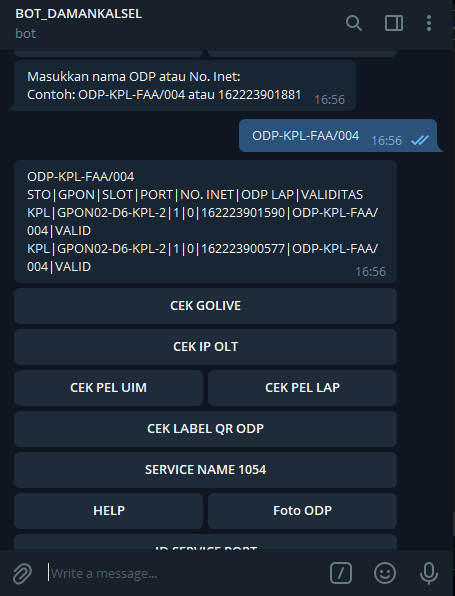 BOT_DAMANKALSEL
bot
Masukkan nama ODP atau No. Inet:
Contoh: ODP-KPL-FAA/004 atau 162223901881
16:56
ODP-KPL-FAA/004
16:56
ODP-KPL-FAA/004
STO|GPON|SLOT|PORT|NO. INET|ODP LAP|VALIDITAS
KPL|GPON02-D6-KPL-2|1|0|162223901590|ODP-KPL-FAA/
004|VALID
KPL|GPON02-D6-KPL-2|1|0|162223900577|ODP-KPL-FAA/
004|VALID
16:56
CEK GOLIVE
CEK IP OLT
CEK PEL UIM
CEK PEL LAP
CEK LABEL QR ODP
SERVICE NAME 1054
HELP
Foto ODP
ID SERVICE PORT
Write a message...